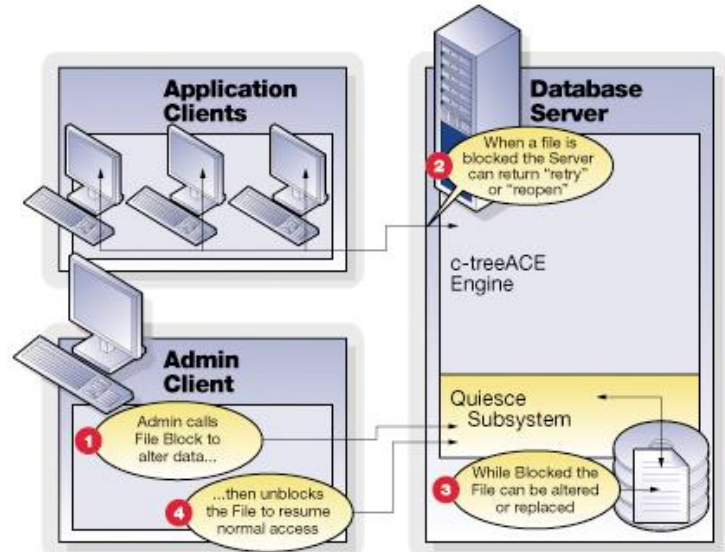 Application
Clients
Database
Server
2
When a file is
blocked the Server
can return “retry”
or “reopen”
c-treeACE
Engine
Admin
Client
1
Admin calls
File Block to
alter data...
4
...then unblocks
the File to resume
normal access
Quiesce
Subsystem
3
While Blocked the
File can be altered
or replaced